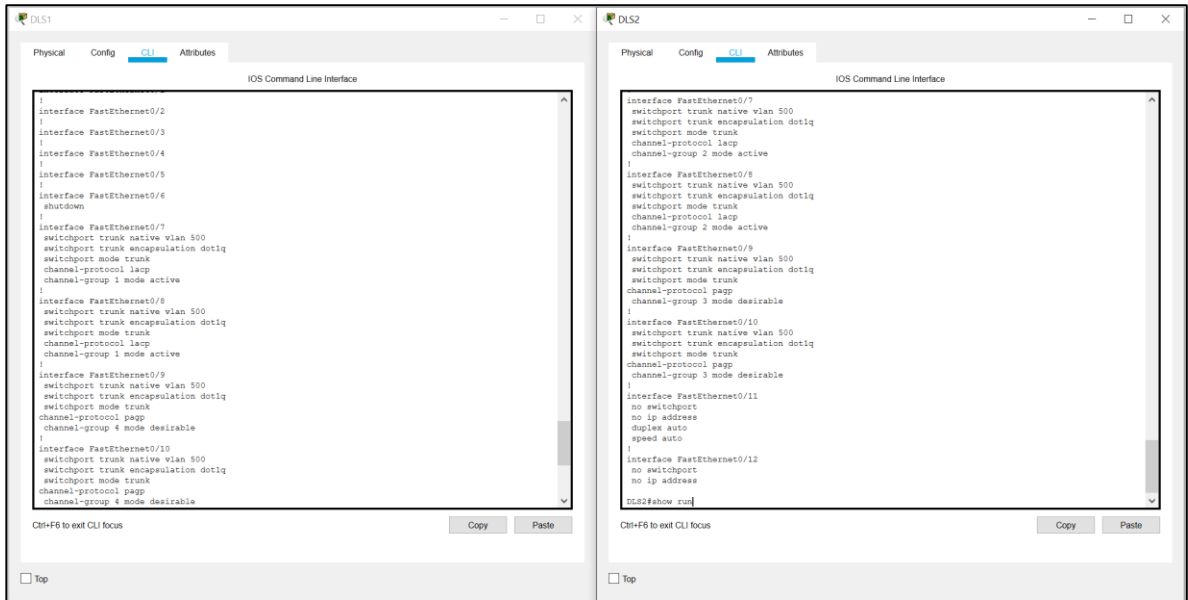 DLS1
Physical Config CLI Attributes
IOS Command Line Interface
!
interface FastEthernet0/2
!
interface FastEthernet0/3
!
interface FastEthernet0/4
!
interface FastEthernet0/5
!
interface FastEthernet0/6
shutdown
!
interface FastEthernet0/7
switchport trunk native vlan 500
switchport trunk encapsulation dot1q
switchport mode trunk
channel-protocol lacp
channel-group 1 mode active
!
interface FastEthernet0/8
switchport trunk native vlan 500
switchport trunk encapsulation dot1q
switchport mode trunk
channel-protocol lacp
channel-group 1 mode active
!
interface FastEthernet0/9
switchport trunk native vlan 500
switchport trunk encapsulation dot1q
switchport mode trunk
channel-protocol pagp
channel-group 4 mode desirable
!
interface FastEthernet0/10
switchport trunk native vlan 500
switchport trunk encapsulation dot1q
switchport mode trunk
channel-protocol pagp
channel-group 4 mode desirable
Ctrl+F6 to exit CLI focus
Copy Paste
Top
DLS2
Physical Config CLI Attributes
IOS Command Line Interface
interface FastEthernet0/7
switchport trunk native vlan 500
switchport trunk encapsulation dot1q
switchport mode trunk
channel-protocol lacp
channel-group 2 mode active
!
interface FastEthernet0/8
switchport trunk native vlan 500
switchport trunk encapsulation dot1q
switchport mode trunk
channel-protocol lacp
channel-group 2 mode active
!
interface FastEthernet0/9
switchport trunk native vlan 500
switchport trunk encapsulation dot1q
switchport mode trunk
channel-protocol pagp
channel-group 3 mode desirable
!
interface FastEthernet0/10
switchport trunk native vlan 500
switchport trunk encapsulation dot1q
switchport mode trunk
channel-protocol pagp
channel-group 3 mode desirable
!
interface FastEthernet0/11
no switchport
no ip address
duplex auto
speed auto
!
interface FastEthernet0/12
no switchport
no ip address
DLS2#show run
Ctrl+F6 to exit CLI focus
Copy Paste
Top